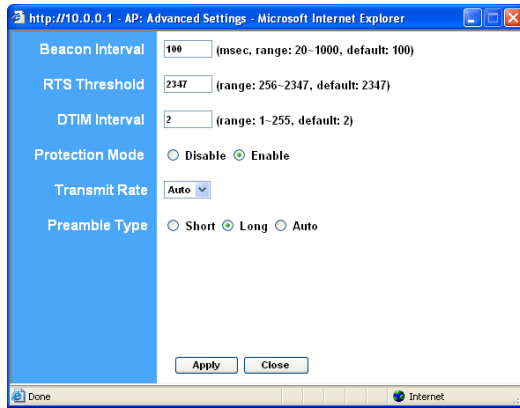 http://10.0.0.1 - AP: Advanced Settings - Microsoft Internet Explorer
Beacon Interval 100 (msec, range: 20~1000, default: 100)
RTS Threshold 2347 (range: 256~2347, default: 2347)
DTIM Interval 2 (range: 1~255, default: 2)
Protection Mode Disable Enable
Transmit Rate Auto
Preamble Type Short Long Auto
Apply Close
Done Internet